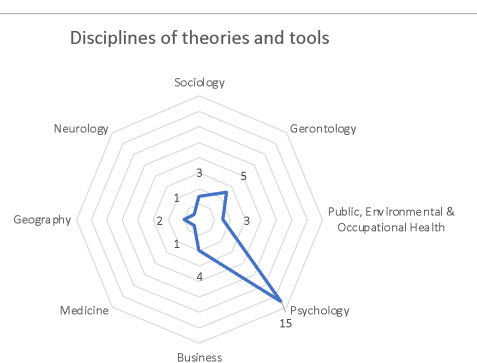 Disciplines of theories and tools
Sociology
Neurology
Gerontology
3
5
1
Geography
2
3
Public, Environmental &
Occupational Health
1
4
Medicine
Psychology
15
Business